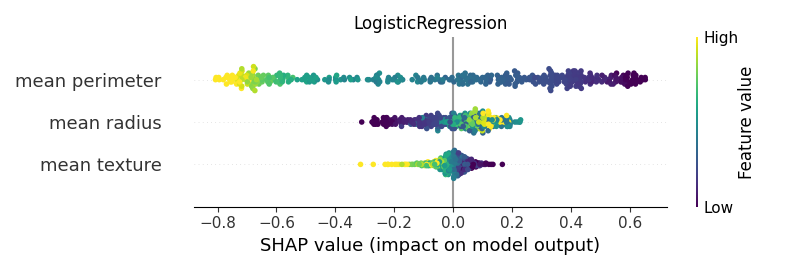 LogisticRegression
High
mean perimeter
mean radius
mean texture
Feature value
Low
−0.8 −0.6 −0.4 −0.2 0.0 0.2 0.4 0.6
SHAP value (impact on model output)